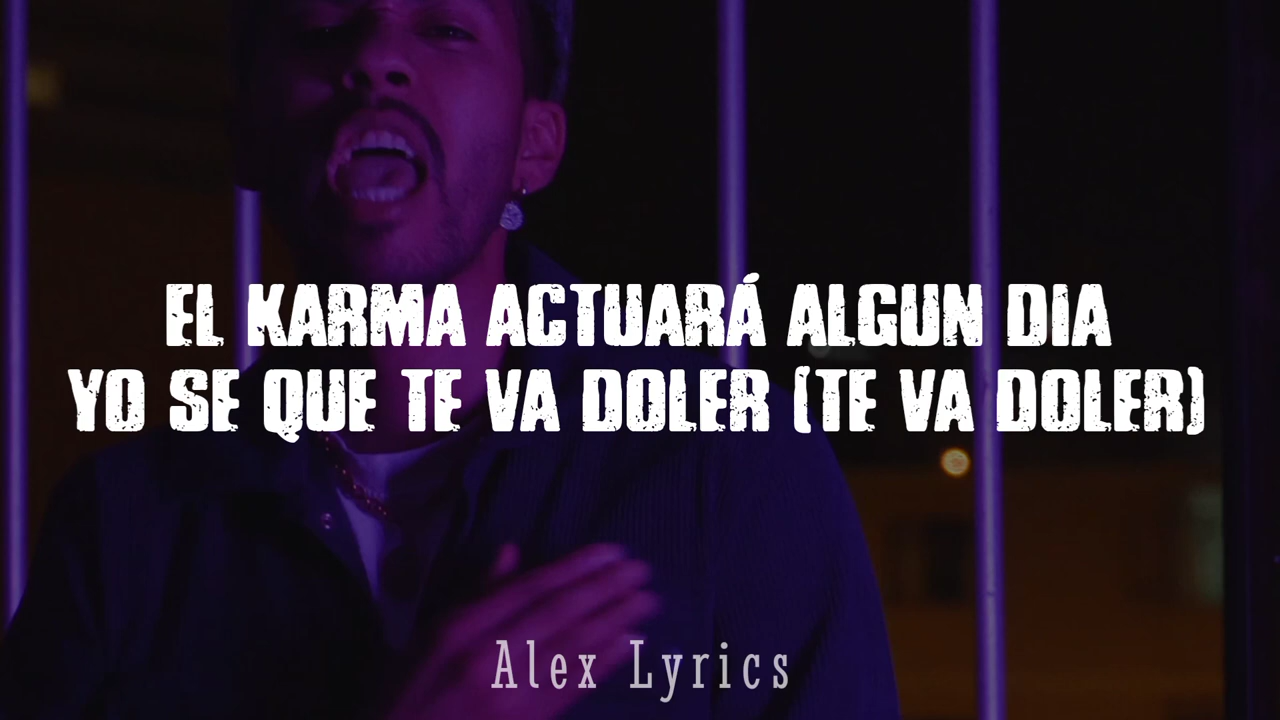 EL KARMA ACTUARÁ ALGUN DIA
YO SE QUE TE VA DOLER (TE VA DOLER)
Alex Lyrics